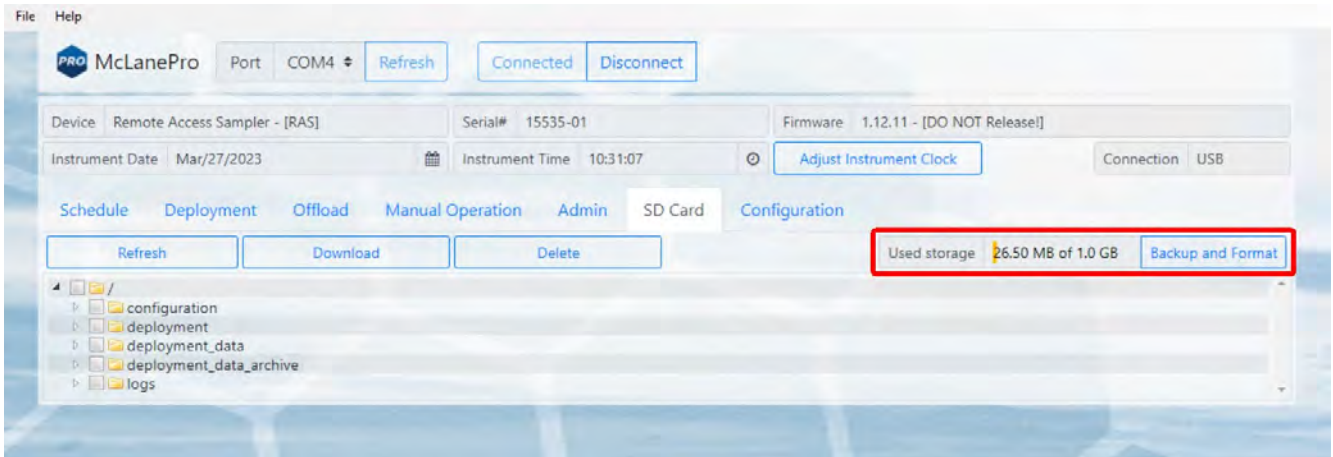 File Help
PRO McLanePro Port COM4 Refresh Connected Disconnect
Device Remote Access Sampler - [RAS] Serial# 15535-01 Firmware 1.12.11 - [DO NOT Release!]
Instrument Date Mar/27/2023 Instrument Time 10:31:07 Adjust Instrument Clock Connection USB
Schedule Deployment Offload Manual Operation Admin SD Card Configuration
Refresh Download Delete Used storage 26.50 MB of 1.0 GB Backup and Format
/
configuration
deployment
deployment_data
deployment_data_archive
logs